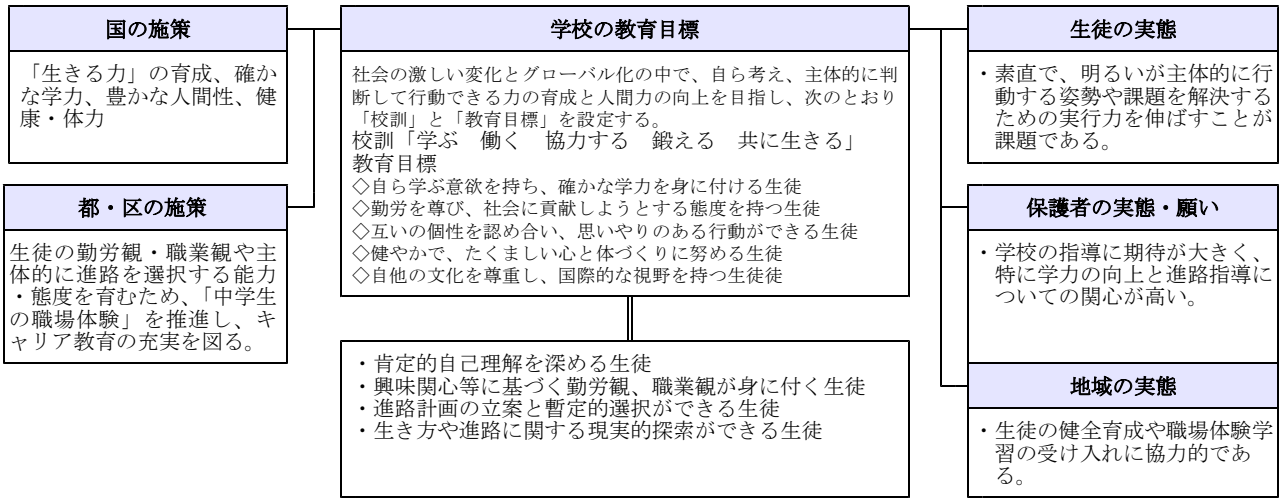 国の施策
「生きる力」の育成、確か
な学力、豊かな人間性、健
康・体力
都・区の施策
生徒の勤労観・職業観や主
体的に進路を選択する能力
・態度を育むため、「中学生
の職場体験」を推進し、キ
ャリア教育の充実を図る。
学校の教育目標
社会の激しい変化とグローバル化の中で、自ら考え、主体的に判
断して行動できる力の育成と人間力の向上を目指し、次のとおり
「校訓」と「教育目標」を設定する。
校訓「学ぶ　働く　協力する　鍛える　共に生きる」
教育目標
◇自ら学ぶ意欲を持ち、確かな学力を身に付ける生徒
◇勤労を尊び、社会に貢献しようとする態度を持つ生徒
◇互いの個性を認め合い、思いやりのある行動ができる生徒
◇健やかで、たくましい心と体づくりに努める生徒
◇自他の文化を尊重し、国際的な視野を持つ生徒徒
・肯定的自己理解を深める生徒
・興味関心等に基づく勤労観、職業観が身に付く生徒
・進路計画の立案と暫定的選択ができる生徒
・生き方や進路に関する現実的探索ができる生徒
生徒の実態
・素直で、明るいが主体的に行
動する姿勢や課題を解決する
ための実行力を伸ばすことが
課題である。
保護者の実態・願い
・学校の指導に期待が大きく、
特に学力の向上と進路指導に
ついての関心が高い。
地域の実態
・生徒の健全育成や職場体験学
習の受け入れに協力的であ
る。